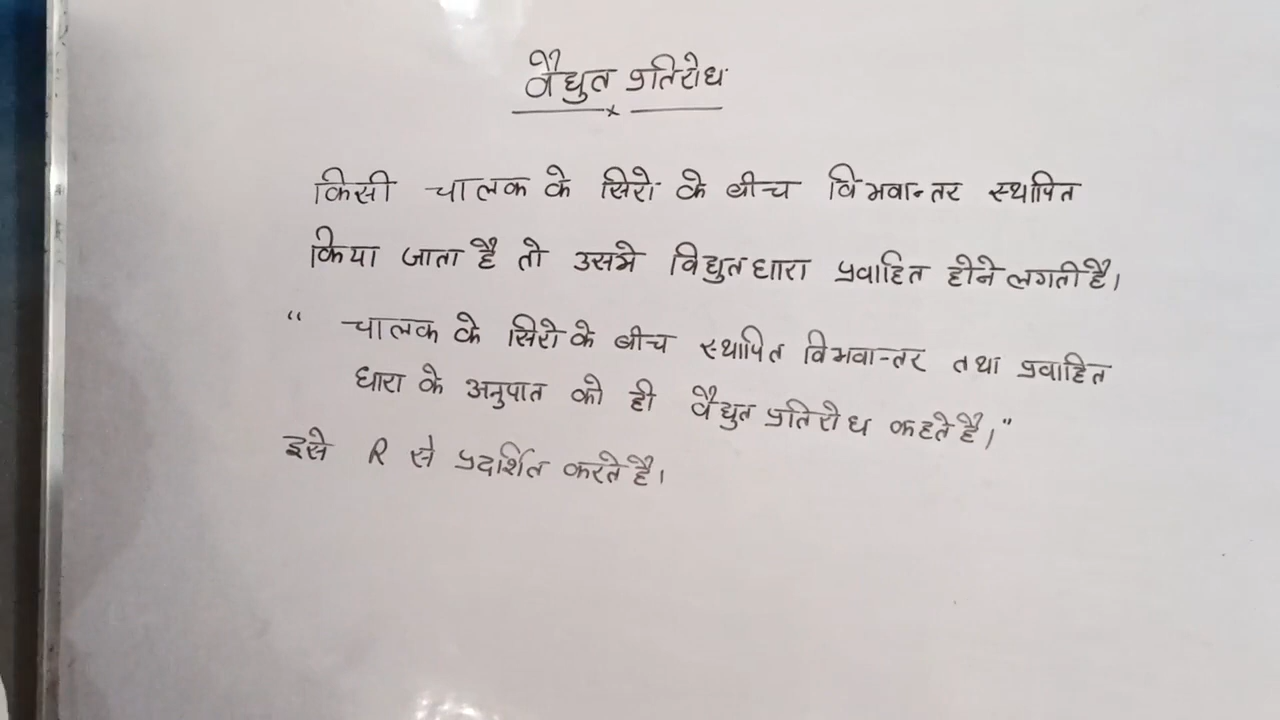 वैद्युत प्रतिरोध
किसी चालक के सिरो के बीच विभवान्तर स्थापित
किया जाता है तो उसमे विद्युत धारा प्रवाहित होने लगती है।
“ चालक के सिरो के बीच स्थापित विभवान्तर तथा प्रवाहित
धारा के अनुपात को ही वैद्युत प्रतिरोध कहते है।”
इसे R से प्रदर्शित करते है।